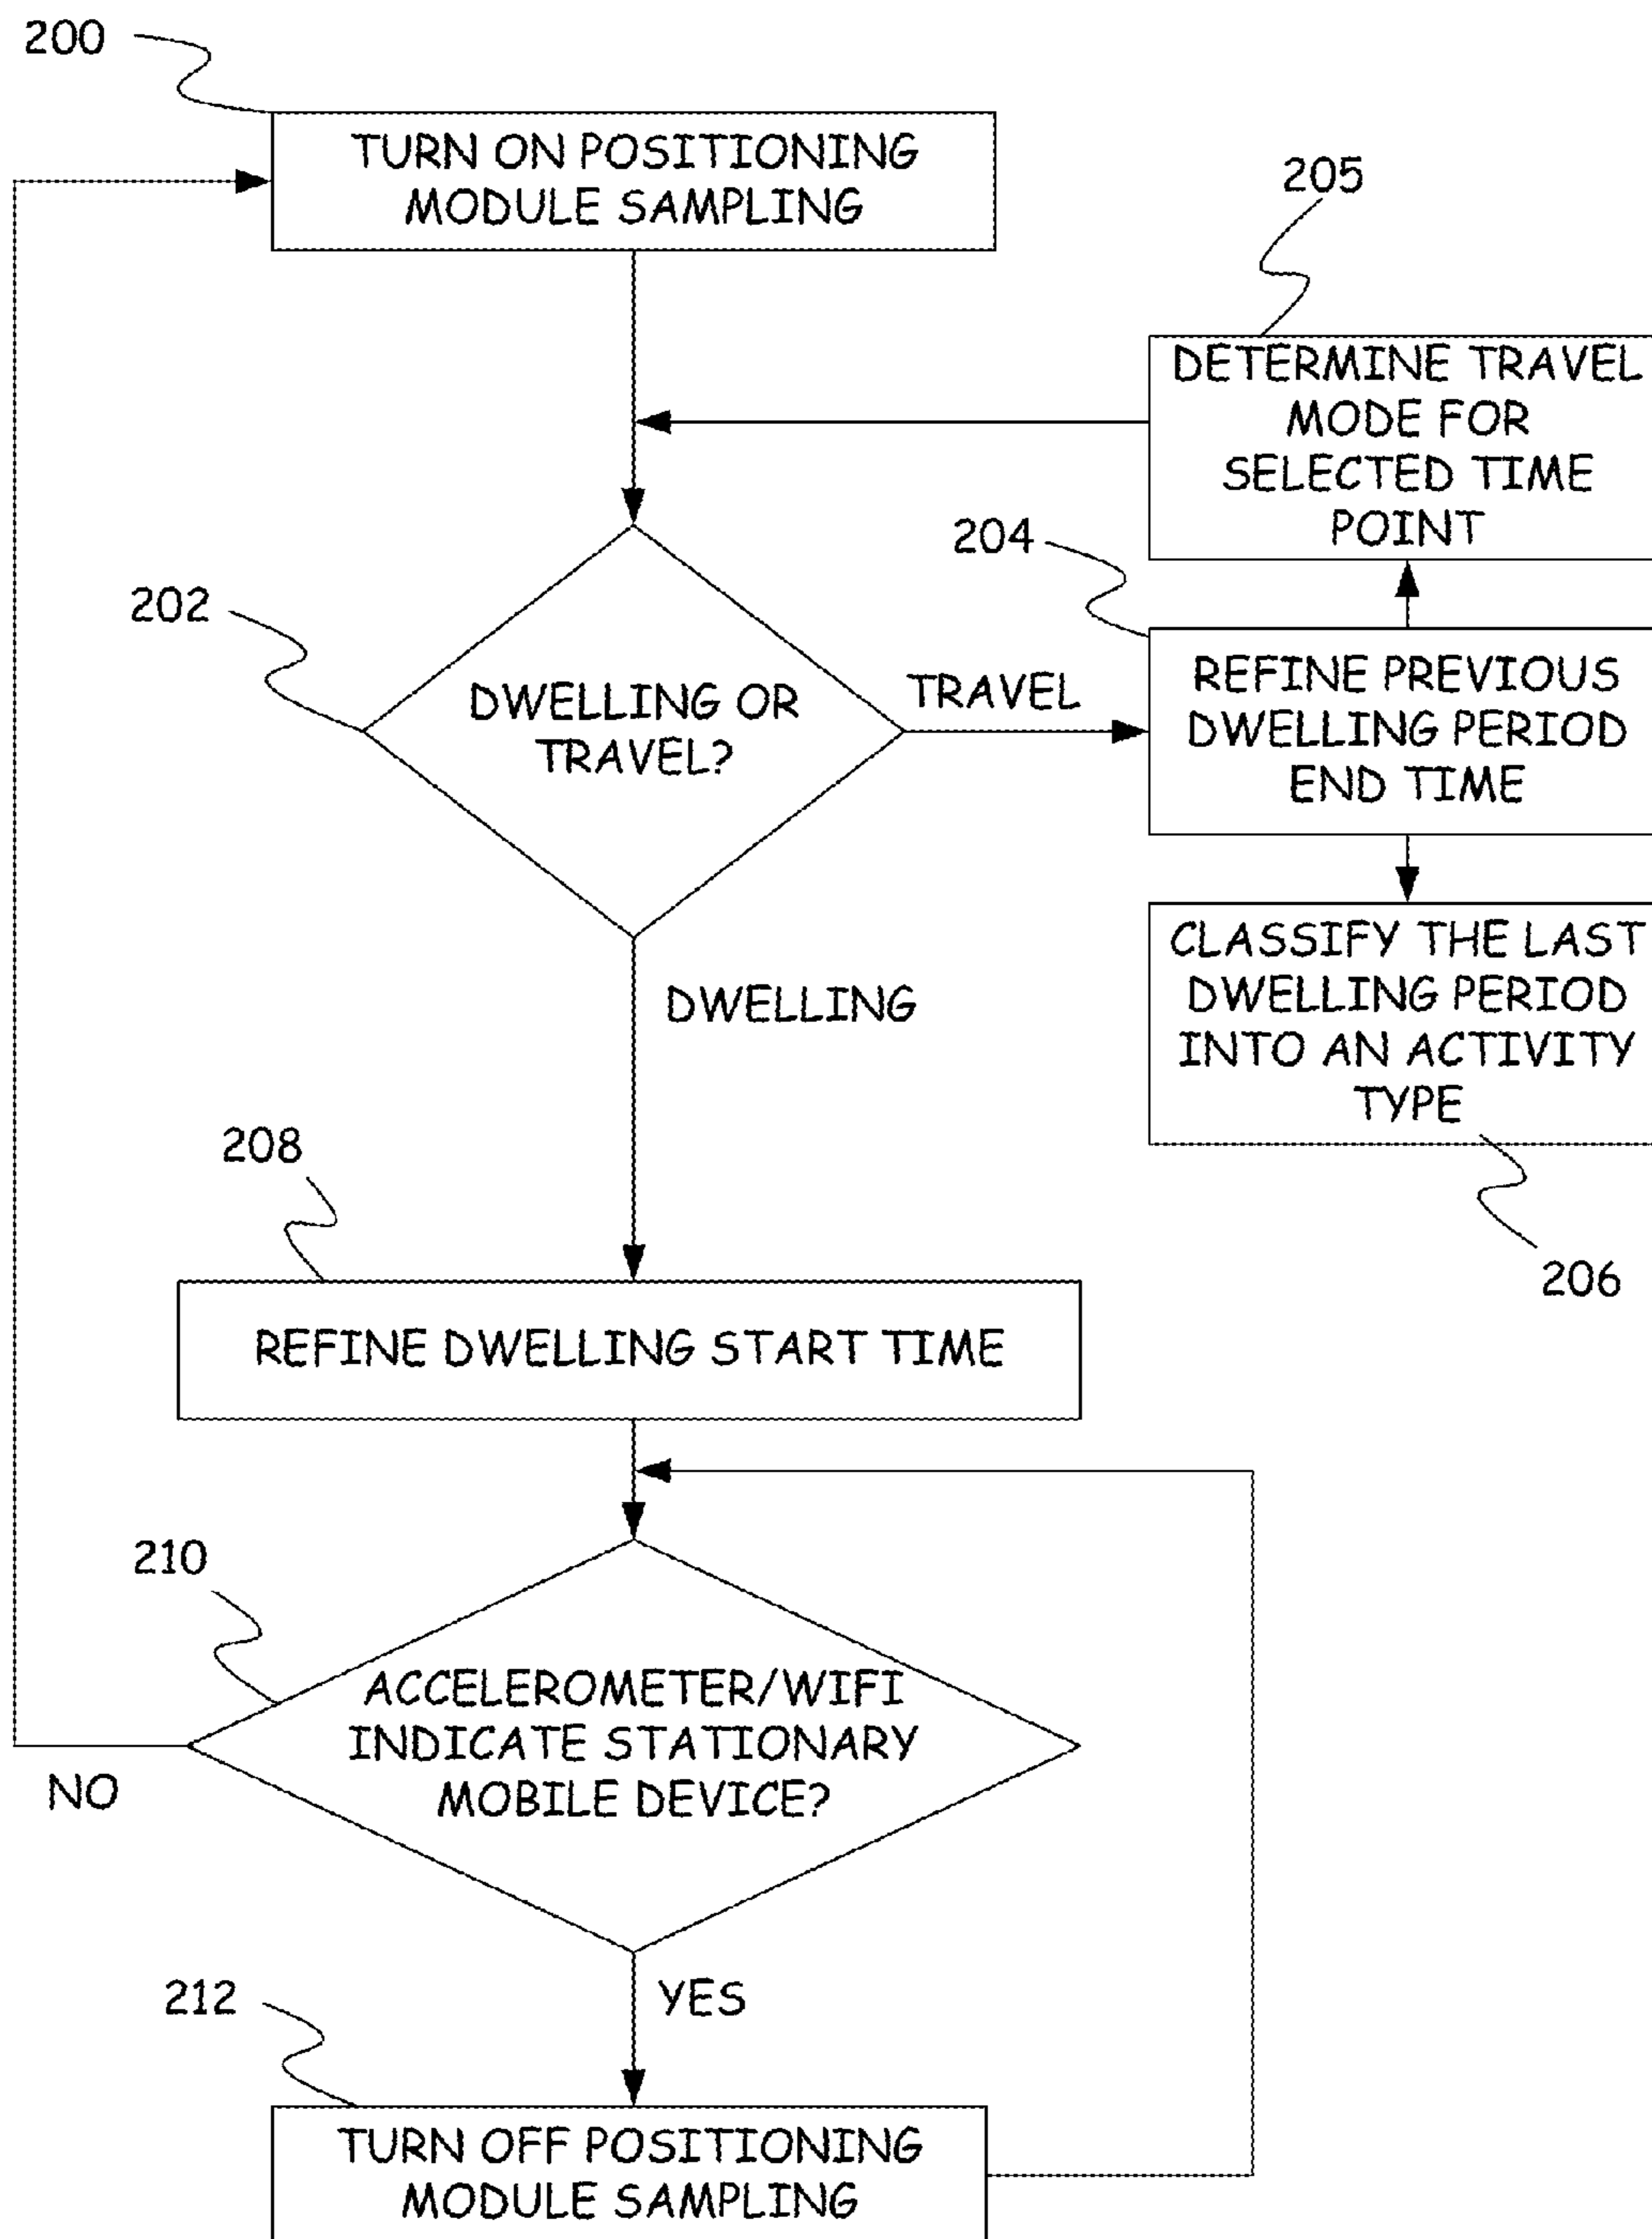 200
TURN ON POSITIONING
MODULE SAMPLING
205
DETERMINE TRAVEL
MODE FOR
SELECTED TIME
POINT
204
202
DWELLING OR
TRAVEL?
TRAVEL
REFINE PREVIOUS
DWELLING PERIOD
END TIME
CLASSIFY THE LAST
DWELLING PERIOD
INTO AN ACTIVITY
TYPE
206
DWELLING
208
REFINE DWELLING START TIME
210
ACCELEROMETER/WIFI
INDICATE STATIONARY
MOBILE DEVICE?
NO
YES
212
TURN OFF POSITIONING
MODULE SAMPLING